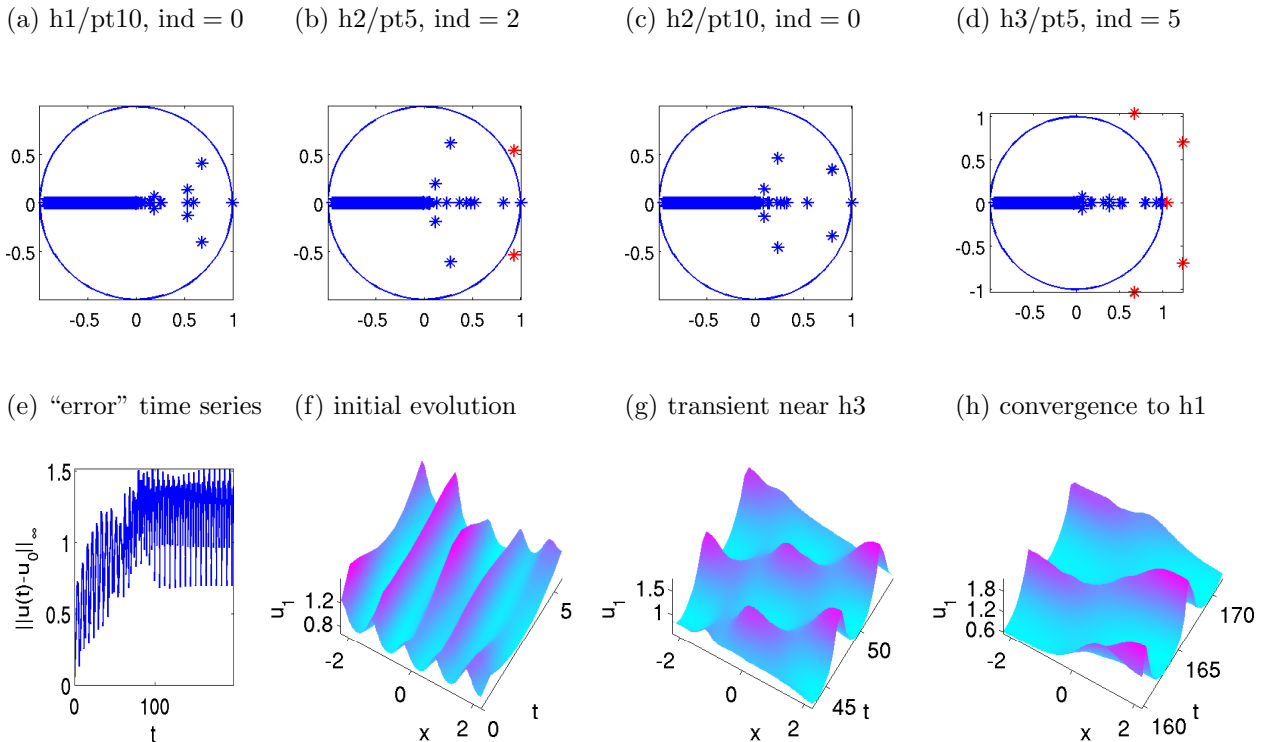 (a) h1/pt10, ind = 0
(b) h2/pt5, ind = 2
(c) h2/pt10, ind = 0
(d) h3/pt5, ind = 5
0.5
0
-0.5
-0.5 0 0.5 1
0.5
0
-0.5
-0.5 0 0.5 1
0.5
0
-0.5
-0.5 0 0.5 1
1
0.5
0
-0.5
-1
-0.5 0 0.5 1
(e) “error” time series
(f) initial evolution
(g) transient near h3
(h) convergence to h1
1.5
1
0.5
0
||u(t)-u0||∞
0 100
t
u1
1.2
0.8
-2 0 2
x
0 5
t
u1
1.5
1
-2 0 2
x
45 50
t
u1
1.8
1.2
0.6
-2 0 2
x
160 165 170
t